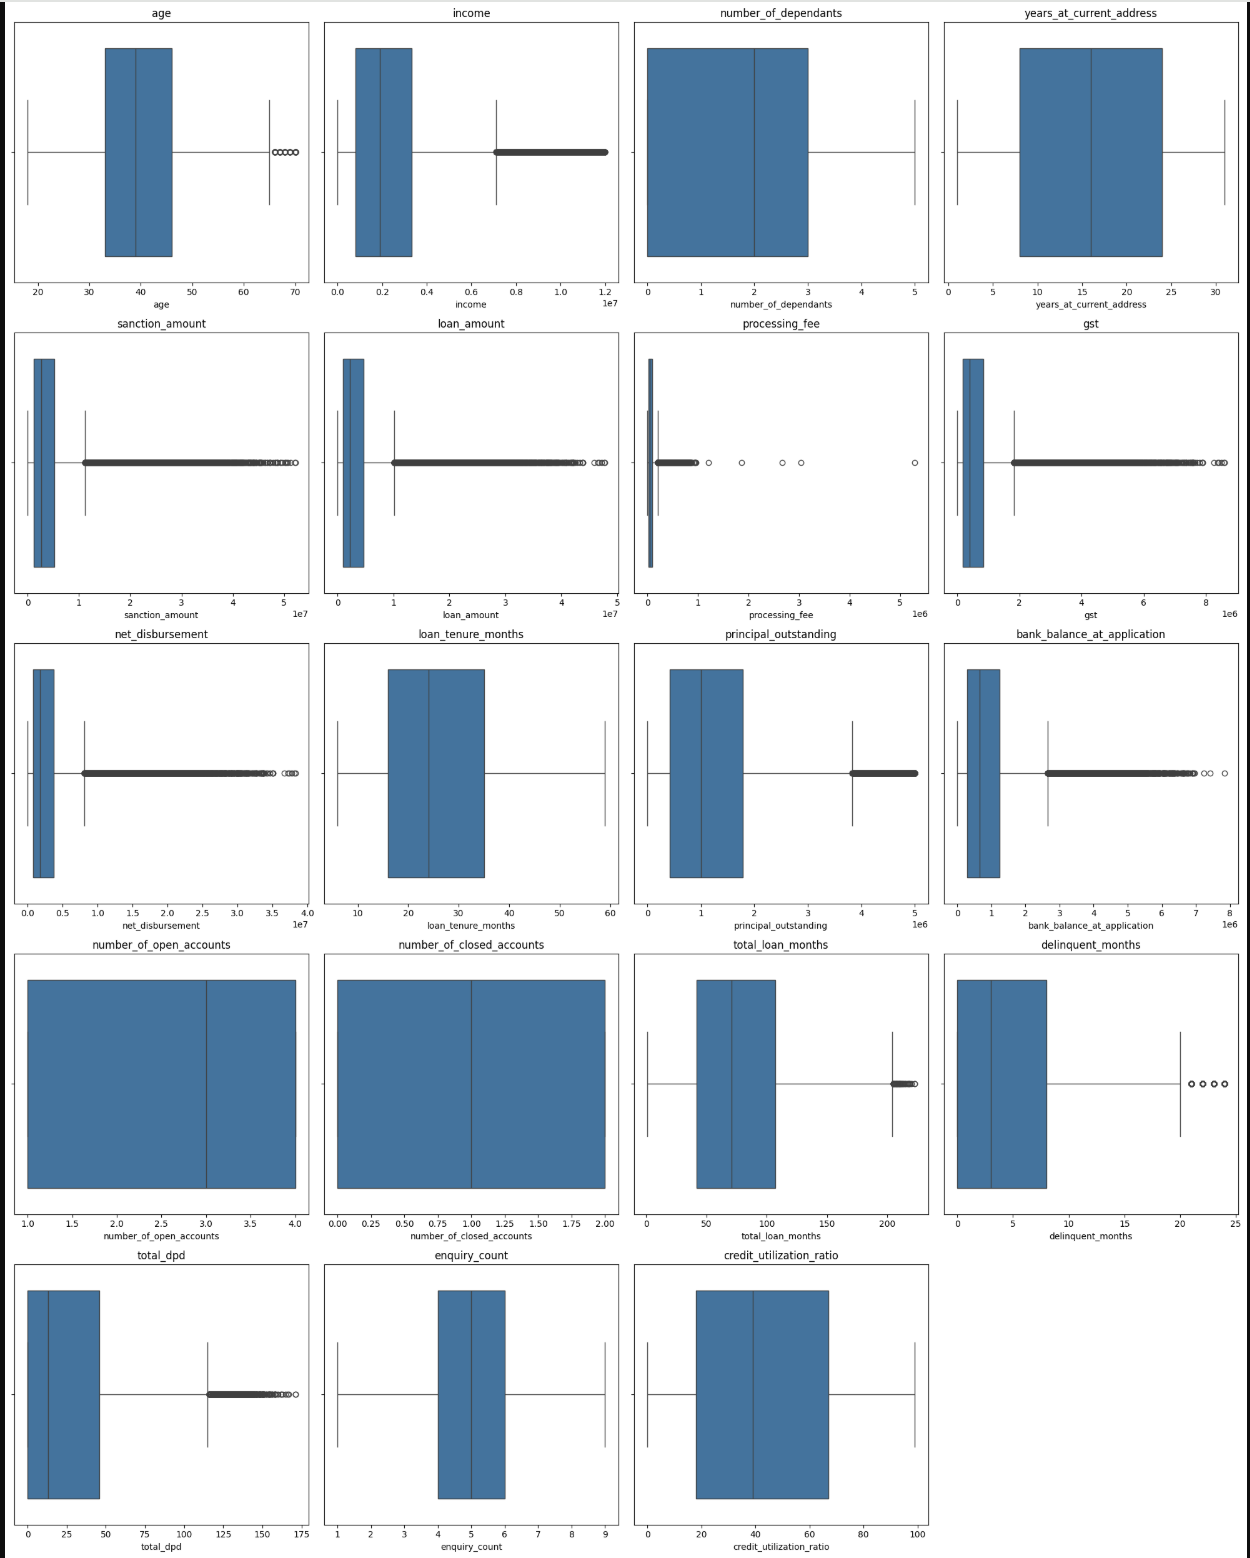 age income number_of_dependants years_at_current_address
20 30 40 50 60 70 0.0 0.2 0.4 0.6 0.8 1.0 1.2 0 1 2 3 4 5 0 5 10 15 20 25 30
age income 1e7 number_of_dependants years_at_current_address
sanction_amount loan_amount processing_fee gst
0 1 2 3 4 5 0 1 2 3 4 5 0 1 2 3 4 5 0 2 4 6 8
sanction_amount 1e7 loan_amount 1e7 processing_fee 1e6 gst 1e6
net_disbursement loan_tenure_months principal_outstanding bank_balance_at_application
0.0 0.5 1.0 1.5 2.0 2.5 3.0 3.5 4.0 10 20 30 40 50 60 0 1 2 3 4 5 0 1 2 3 4 5 6 7 8
net_disbursement 1e7 loan_tenure_months principal_outstanding 1e6 bank_balance_at_application 1e6
number_of_open_accounts number_of_closed_accounts total_loan_months delinquent_months
1.0 1.5 2.0 2.5 3.0 3.5 4.0 0.00 0.25 0.50 0.75 1.00 1.25 1.50 1.75 2.00 0 50 100 150 200 0 5 10 15 20 25
number_of_open_accounts number_of_closed_accounts total_loan_months delinquent_months
total_dpd enquiry_count credit_utilization_ratio
0 25 50 75 100 125 150 175 1 2 3 4 5 6 7 8 9 0 20 40 60 80 100
total_dpd enquiry_count credit_utilization_ratio